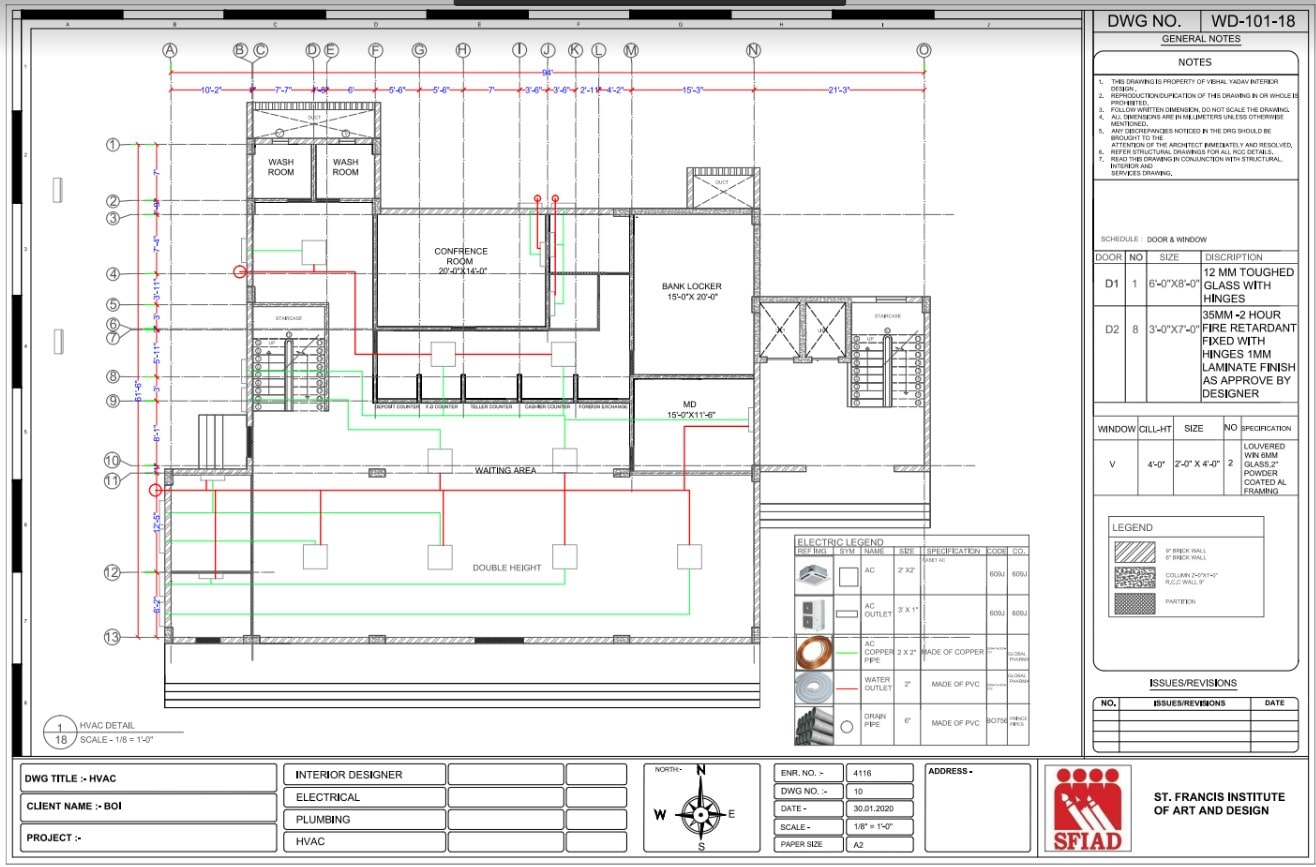 DWG NO. WD-101-18
GENERAL NOTES
NOTES
1. THIS DRAWING IS PROPERTY OF VISHAL YADAV INTERIOR
DESIGN.
2. REPRODUCTION/DUPICATION OF THIS DRAWING IN OR WHOLE IS
PROHIBITED.
3. FOLLOW WRITTEN DIMENSION, DO NOT SCALE THE DRAWING.
4. ALL DIMENSIONS ARE IN MILLIMETERS UNLESS OTHERWISE
MENTIONED.
5. ANY DISCREPANCIES NOTICED IN THE DRG SHOULD BE
BROUGHT TO THE
ATTENTION OF THE ARCHITECT IMMEDIATELY AND RESOLVED.
6. REFER STRUCTURAL DRAWINGS FOR ALL RCC DETAILS.
7. READ THIS DRAWING IN CONJUNCTION WITH STRUCTURAL,
INTERIOR AND
SERVICES DRAWING.
SCHEDULE : DOOR & WINDOW
DOOR NO SIZE DISCRIPTION
D1 1 6'-0"X8'-0" 12 MM TOUGHED
GLASS WITH
HINGES
D2 8 3'-0"X7'-0" 35MM -2 HOUR
FIRE RETARDANT
FIXED WITH
HINGES 1MM
LAMINATE FINISH
AS APPROVE BY
DESIGNER
WINDOW CILL-HT SIZE NO SPECIFICATION
V 4'-0" 2'-0" X 4'-0" 2 LOUVERED
WIN 6MM
GLASS,2"
POWDER
COATED AL
FRAMING
LEGEND
9" BRICK WALL
6" BRICK WALL
COLUMN 2'-0"X1'-0"
R.C.C WALL 9"
PARTITION
ISSUES/REVISIONS
NO. ISSUES/REVISIONS DATE
A B C D E F G H I J K L M N O
94'
10'-2" 7'-7" 6' 5'-6" 5'-6" 7' 3'-6" 3'-6" 2'-11" 4'-2" 15'-3" 21'-3"
1
2
3
4
5
6
7
8
9
10
11
12
13
7'
7'-4"
3'-11"
3'
5'-11"
3'
8'-1"
12'-5"
8'-2"
61'-6"
DUCT
WASH
ROOM
WASH
ROOM
DUCT
CONFRENCE
ROOM
20'-0"X14'-0"
BANK LOCKER
15'-0"X 20'-0"
STAIRCASE
UP
STAIRCASE
UP
DEPOSIT COUNTER F.D COUNTER TELLER COUNTER CASHIER COUNTER FOREIGN EXCHANGE
MD
15'-0"X11'-6"
WAITING AREA
DOUBLE HEIGHT
ELECTRIC LEGEND
REF IMG SYM NAME SIZE SPECIFICATION CODE CO.
AC 2' X2' CASET AC 609J 609J
AC
OUTLET 3' X 1" 609J 609J
AC
COPPER
PIPE 2 X 2" MADE OF COPPER GLOBAL
WATER
OUTLET 2" MADE OF PVC GLOBAL
DRAIN
PIPE 6" MADE OF PVC BO756 PRINCE
PIPES
1
18
HVAC DETAIL
SCALE - 1/8 = 1'-0"
DWG TITLE :- HVAC
CLIENT NAME :- BOI
PROJECT :-
INTERIOR DESIGNER
ELECTRICAL
PLUMBING
HVAC
NORTH:- N
W E
S
ENR. NO. :- 4116
DWG NO. :- 10
DATE - 30.01.2020
SCALE - 1/8" = 1'-0"
PAPER SIZE A2
ADDRESS -
SFIAD
ST. FRANCIS INSTITUTE
OF ART AND DESIGN